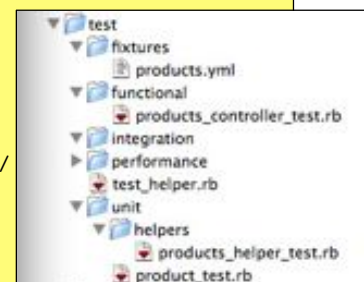 test
fixtures
products.yml
functional
products_controller_test.rb
integration
performance
/
test_helper.rb
unit
helpers
products_helper_test.rb
product_test.rb